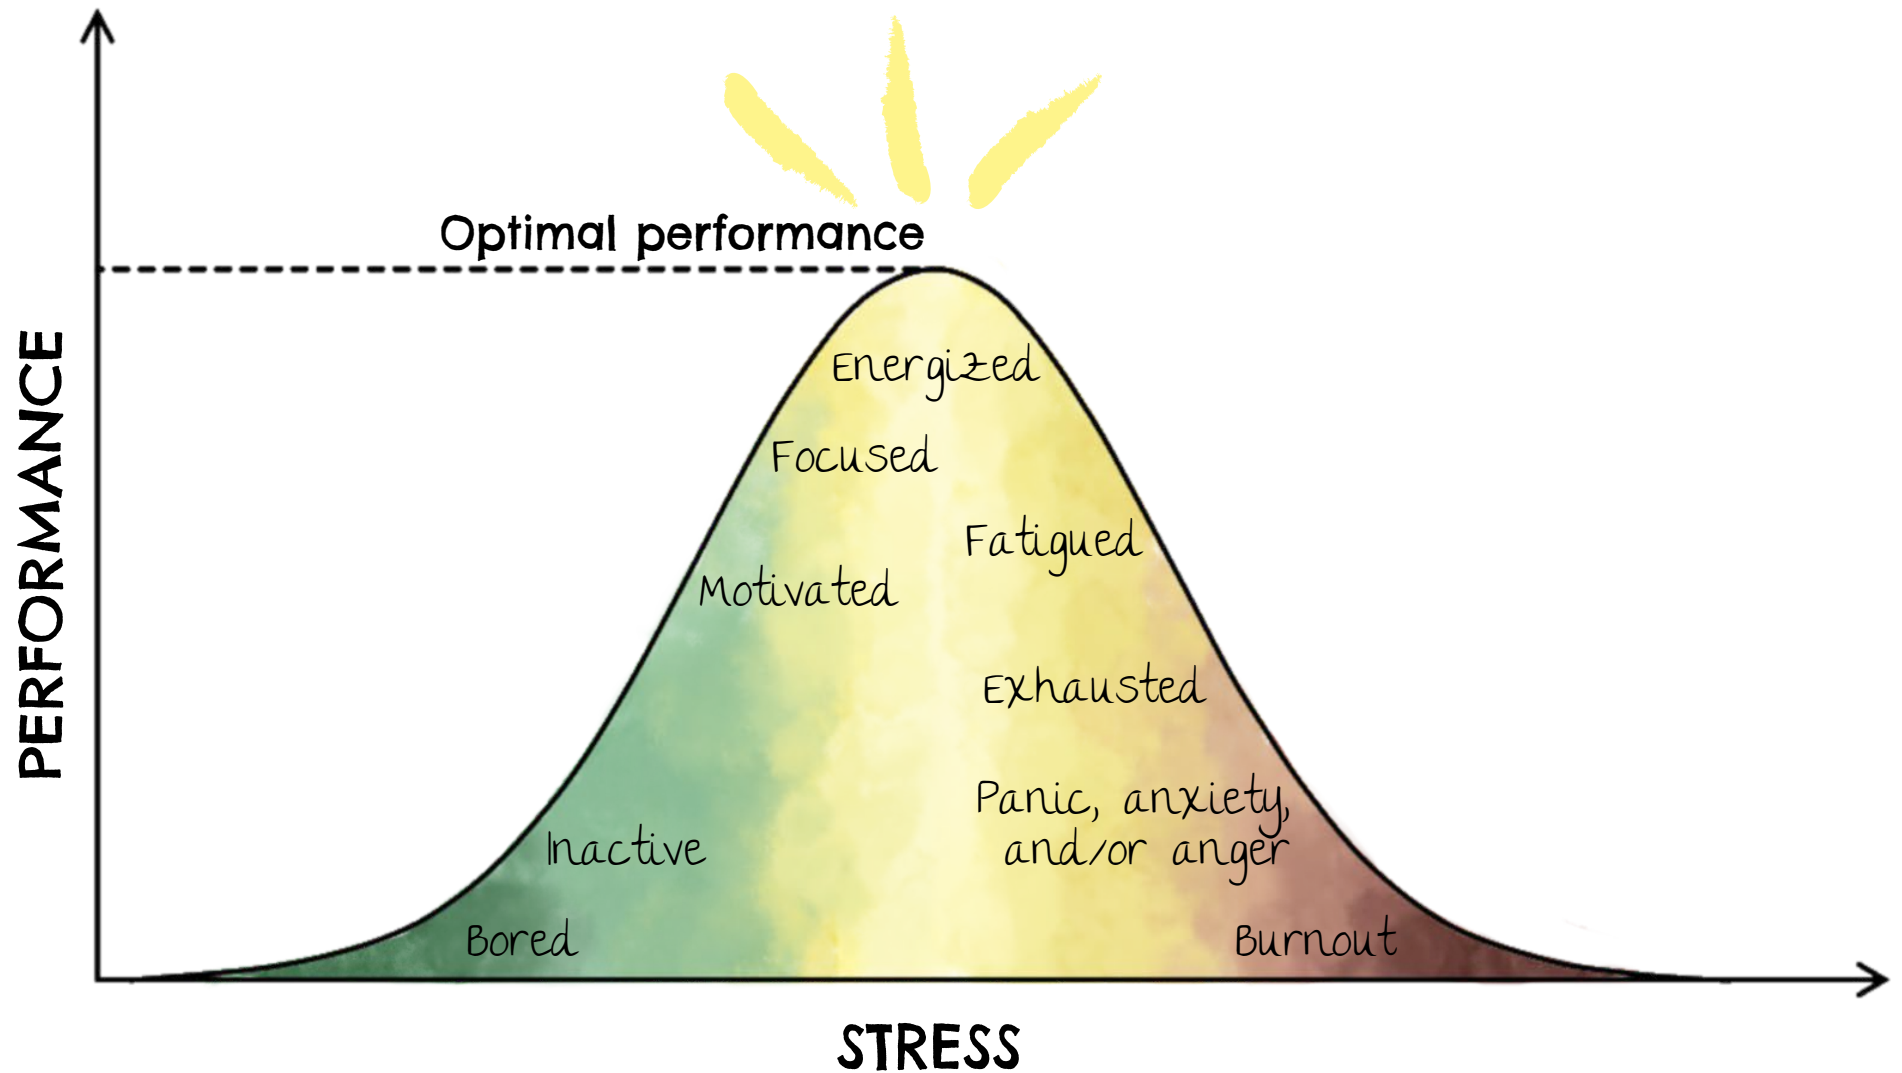 Optimal performance
PERFORMANCE
Energized
Focused
Fatigued
Motivated
Exhausted
Panic, anxiety,
and/or anger
Inactive
Bored
Burnout
STRESS